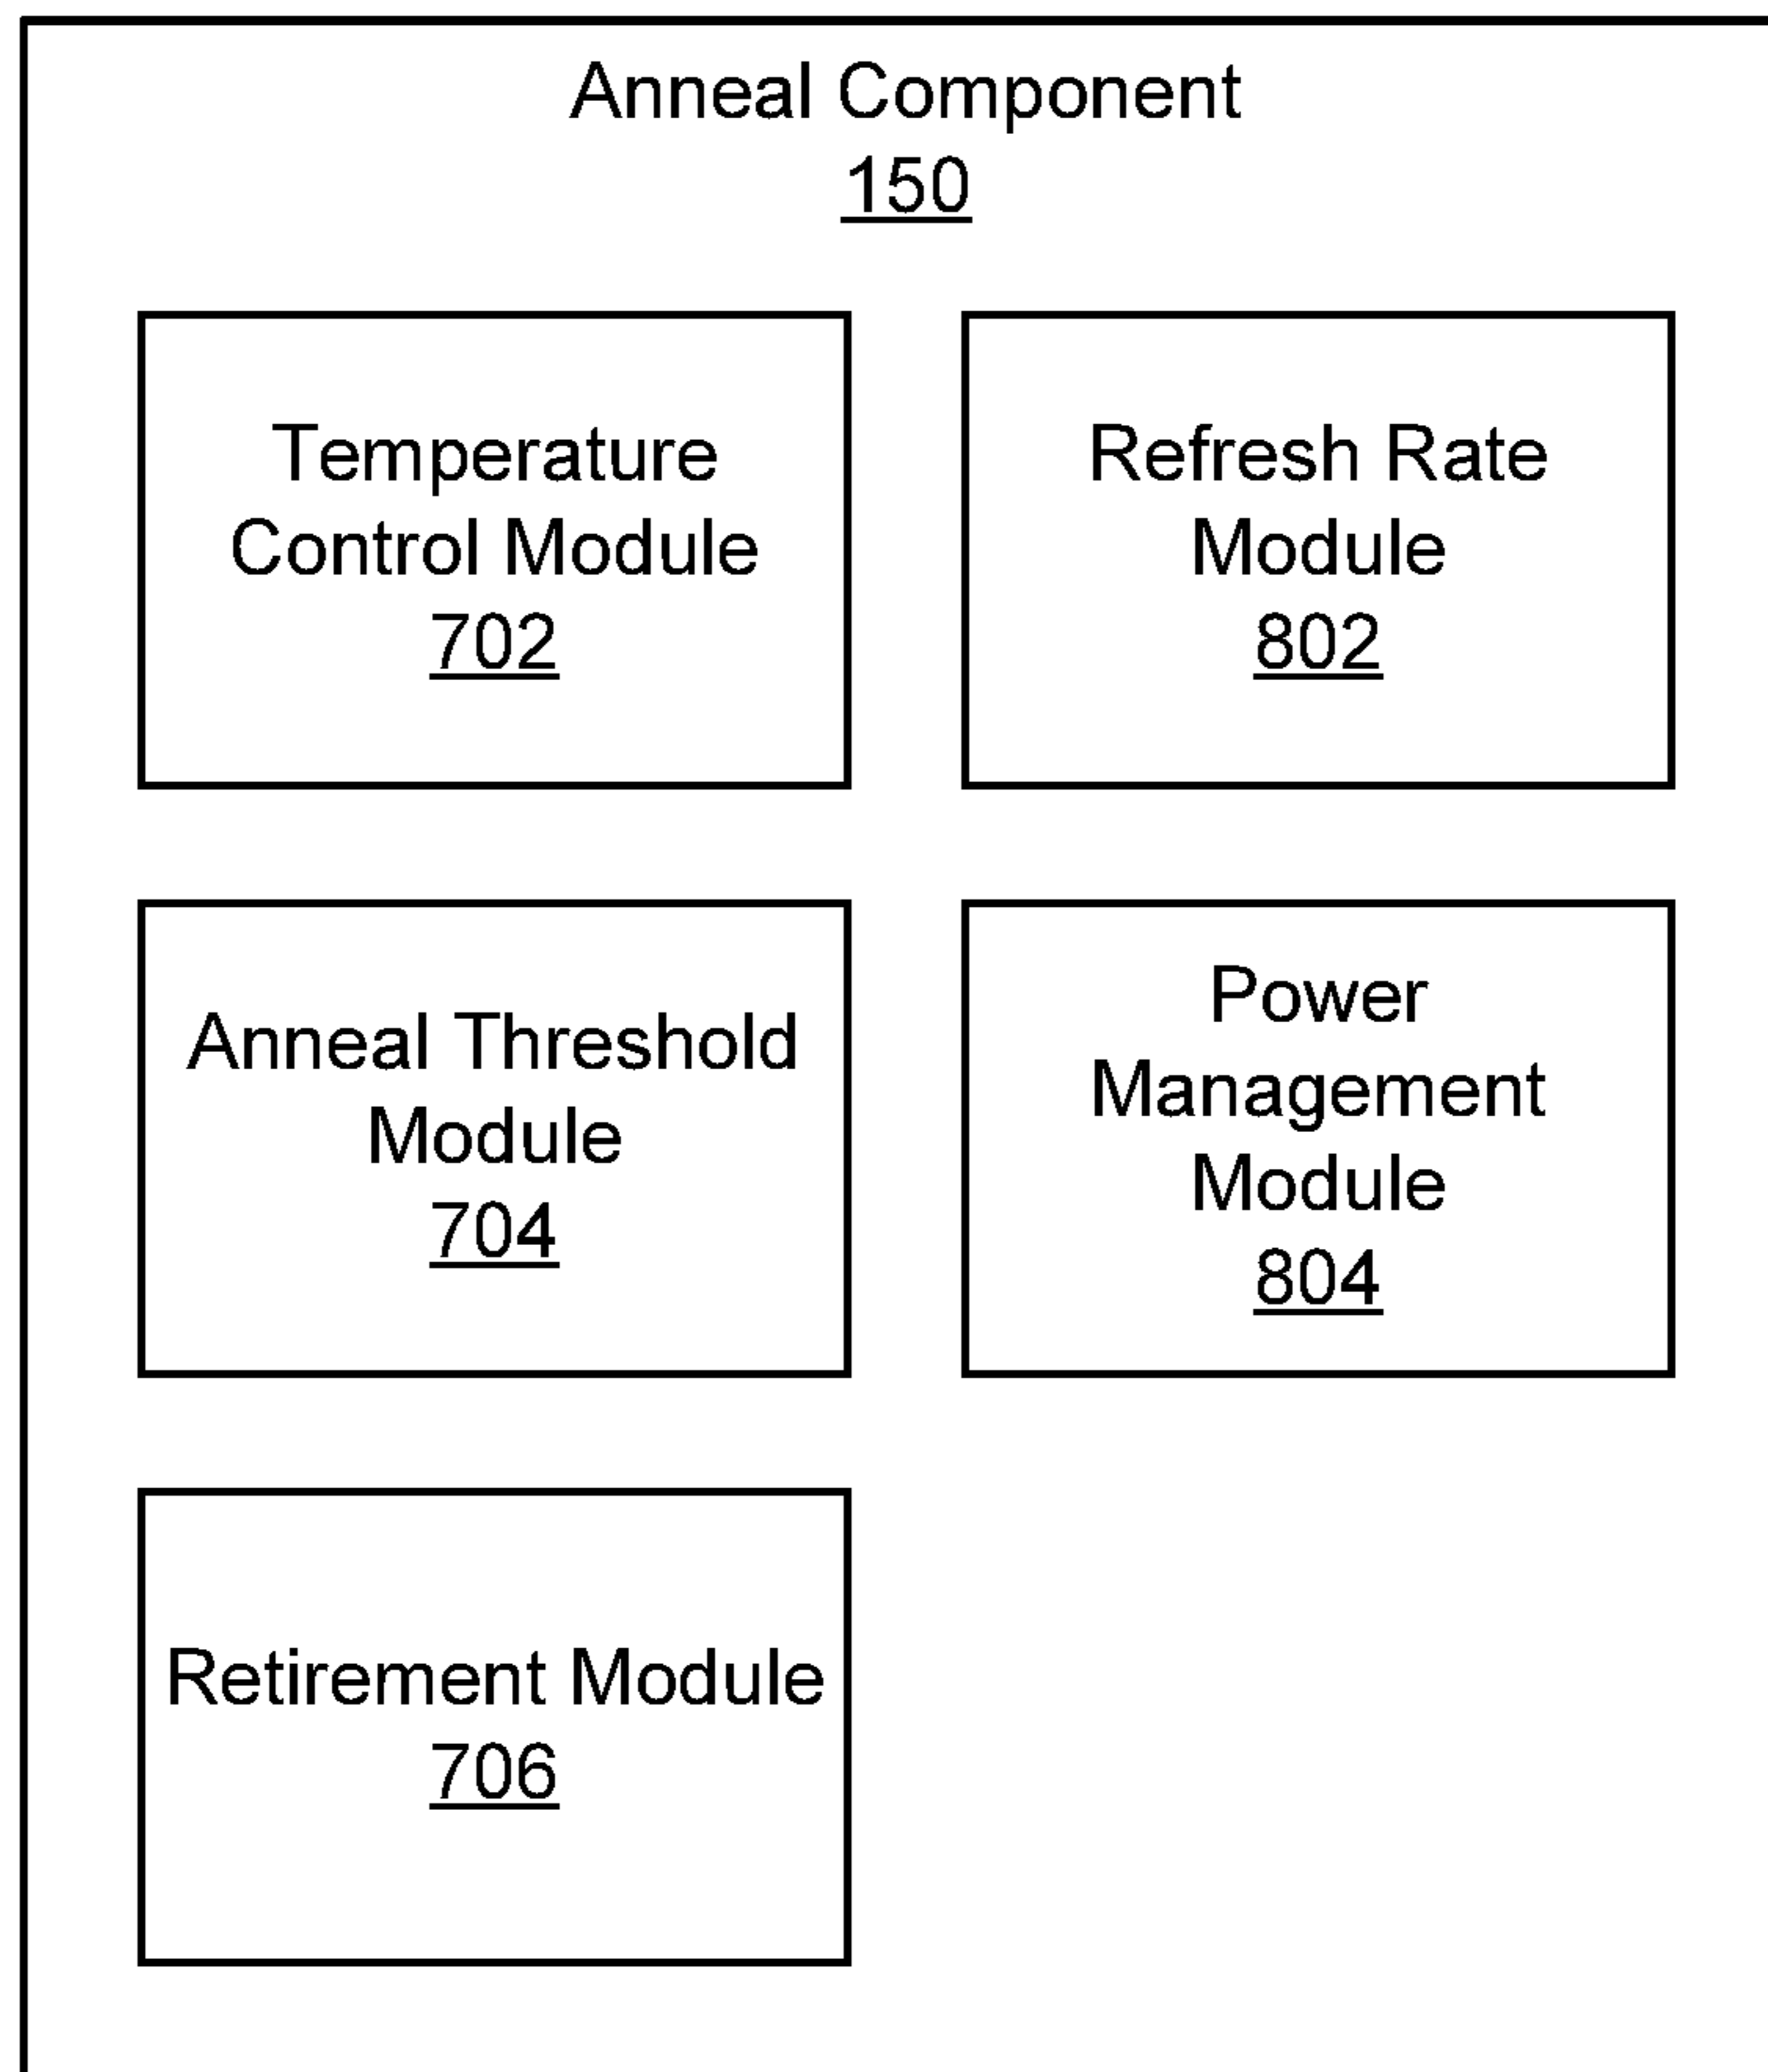 Anneal Component
150
Temperature
Control Module
702
Refresh Rate
Module
802
Anneal Threshold
Module
704
Power
Management
Module
804
Retirement Module
706